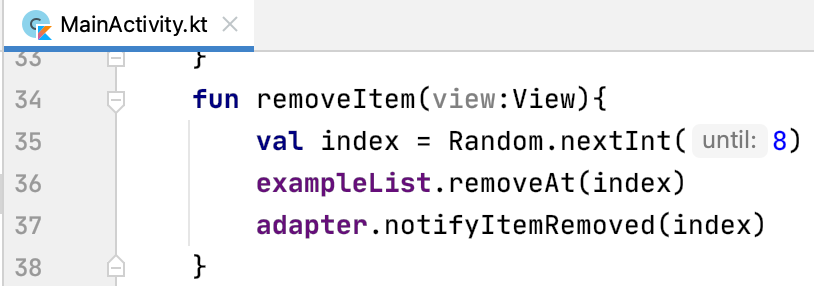 MainActivity.kt
33 }
34 fun removeItem(view:View){
35 val index = Random.nextInt( until: 8)
36 exampleList.removeAt(index)
37 adapter.notifyItemRemoved(index)
38 }